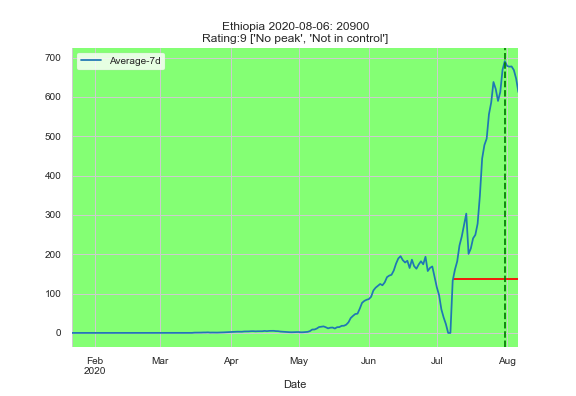 Ethiopia 2020-08-06: 20900
Rating:9 ['No peak', 'Not in control']
Average-7d
700
600
500
400
300
200
100
0
Feb Mar Apr May Jun Jul Aug
2020
Date